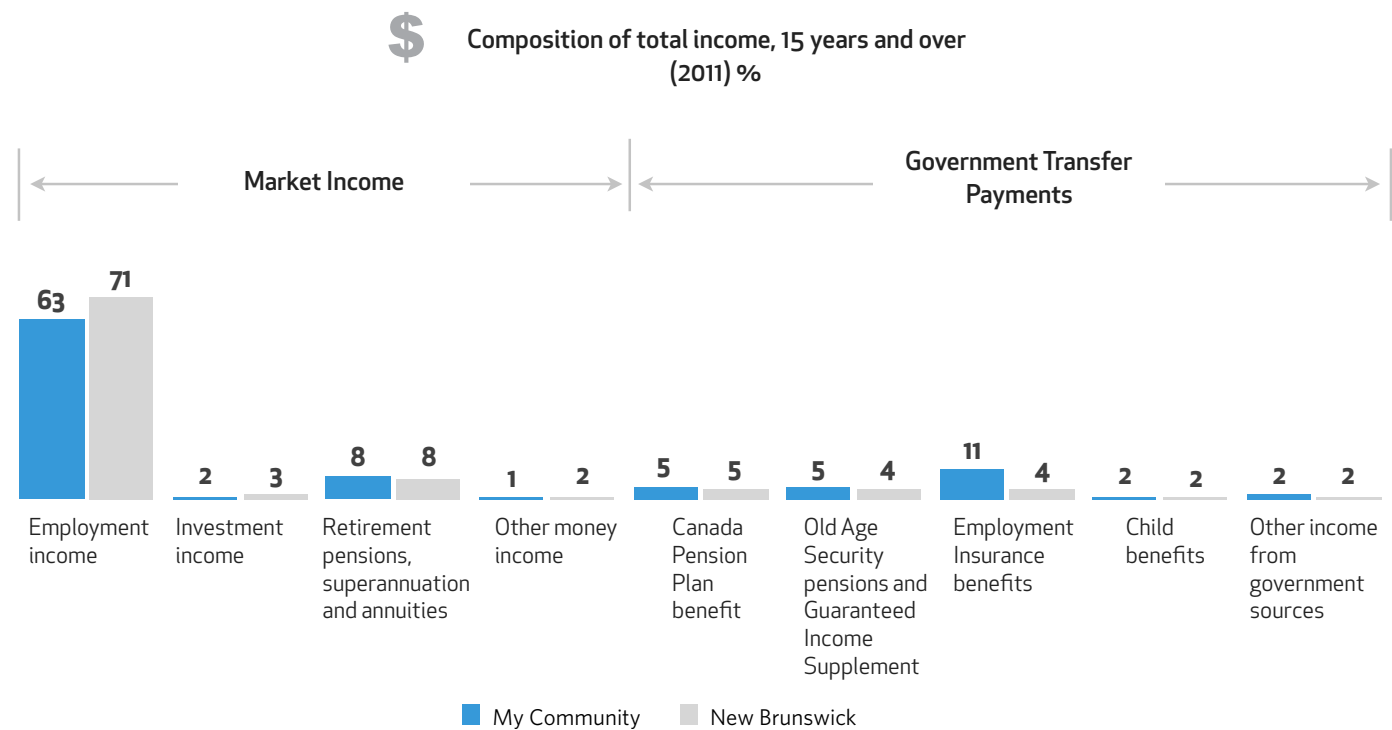 $
Composition of total income, 15 years and over
(2011) %
Market Income
Government Transfer
Payments
63
71
2
3
8
8
1
2
5
5
5
4
11
4
2
2
2
2
Employment
income
Investment
income
Retirement
pensions,
superannuation
and annuities
Other money
income
Canada
Pension
Plan
benefit
Old Age
Security
pensions and
Guaranteed
Income
Supplement
Employment
Insurance
benefits
Child
benefits
Other income
from
government
sources
My Community
New Brunswick